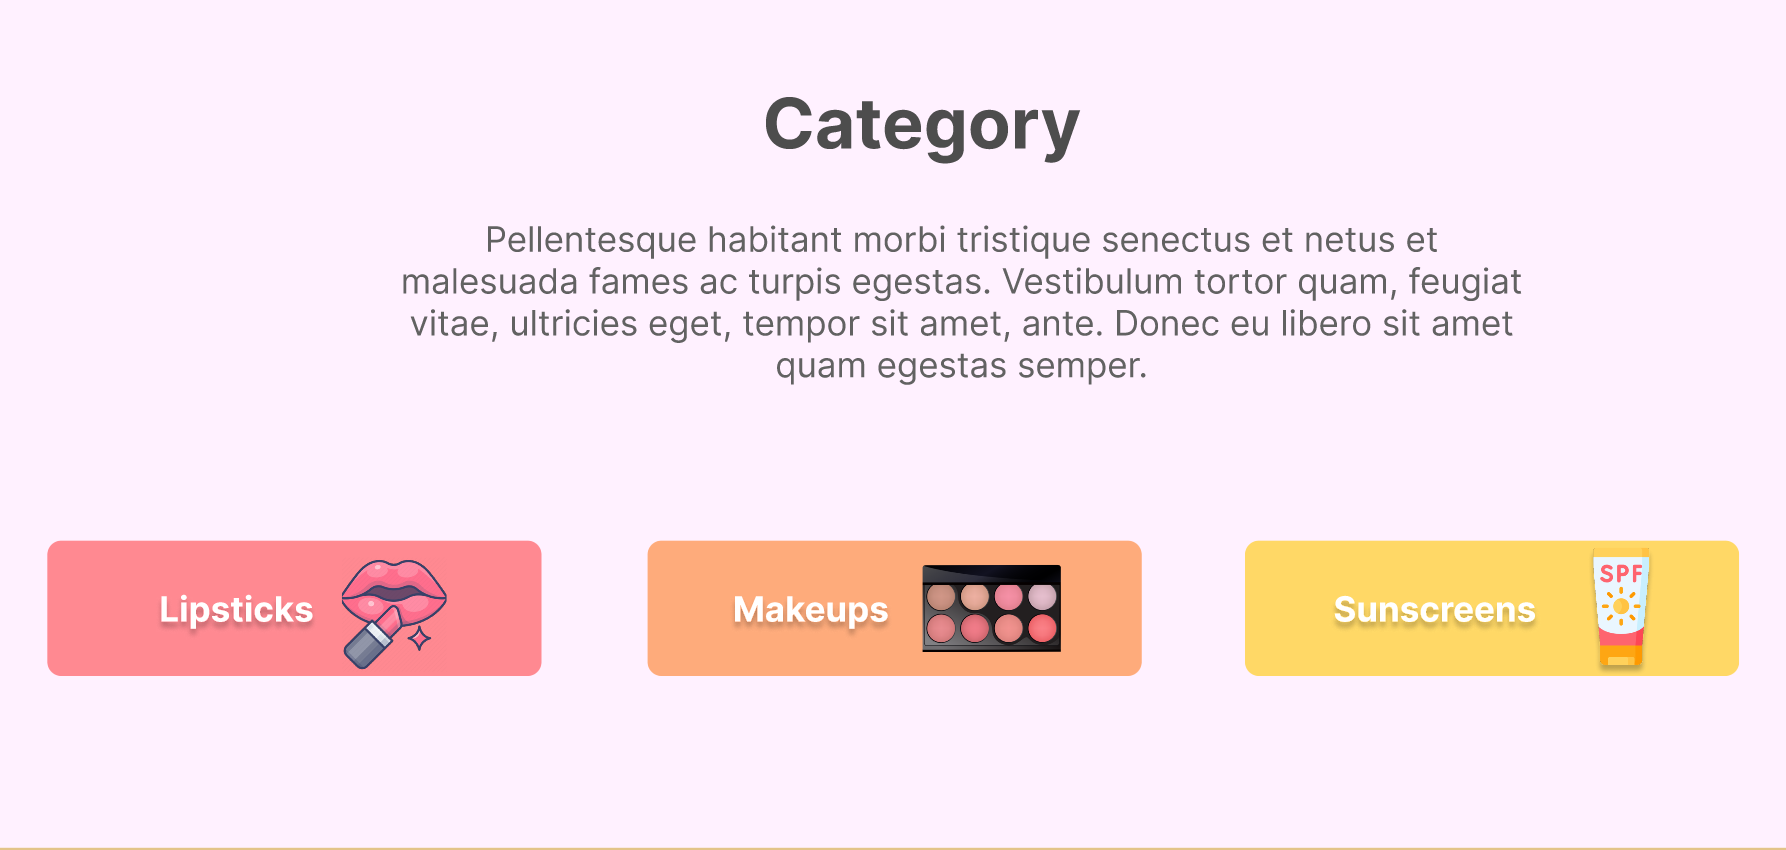 Category
Pellentesque habitant morbi tristique senectus et netus et
malesuada fames ac turpis egestas. Vestibulum tortor quam, feugiat
vitae, ultricies eget, tempor sit amet, ante. Donec eu libero sit amet
quam egestas semper.
Lipsticks
Makeups
Sunscreens
SPF